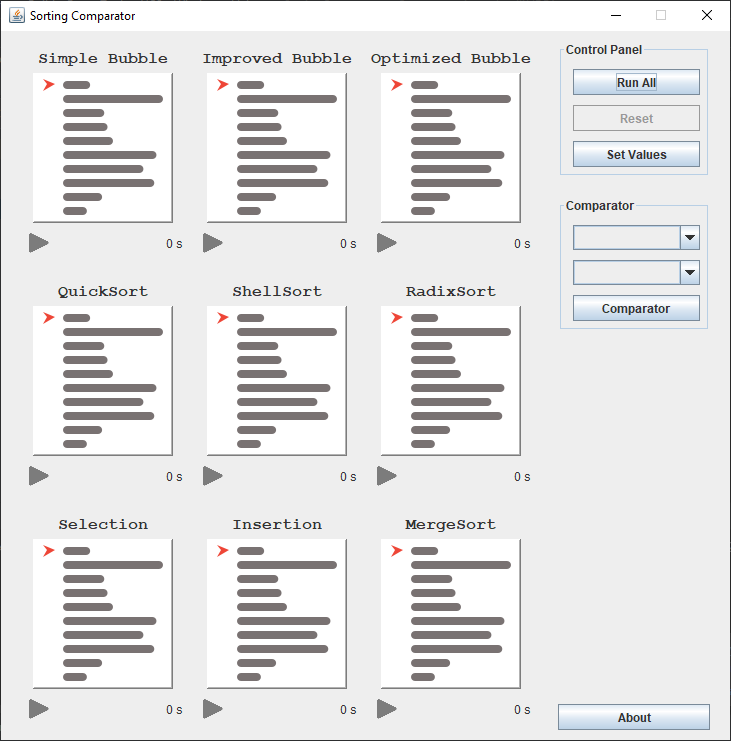 Sorting Comparator
Simple Bubble
Improved Bubble
Optimized Bubble
0 s
0 s
0 s
QuickSort
ShellSort
RadixSort
0 s
0 s
0 s
Selection
Insertion
MergeSort
0 s
0 s
0 s
Control Panel
Run All
Reset
Set Values
Comparator
Comparator
About